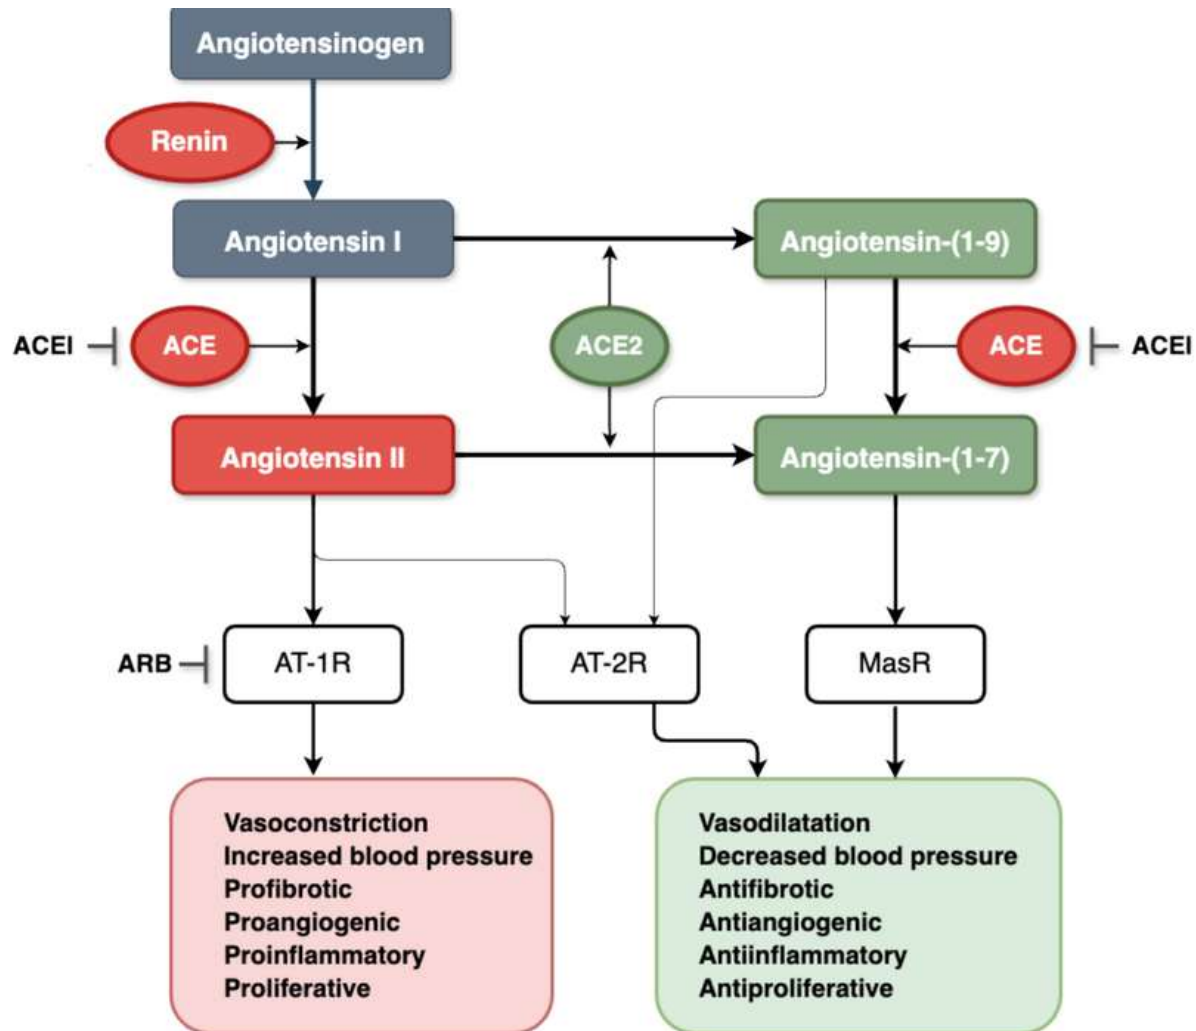 Angiotensinogen
Renin
Angiotensin I
Angiotensin-(1-9)
ACEI
ACE
ACE2
ACE
ACEI
Angiotensin II
Angiotensin-(1-7)
ARB
AT-1R
AT-2R
MasR
Vasoconstriction
Increased blood pressure
Profibrotic
Proangiogenic
Proinflammatory
Proliferative
Vasodilatation
Decreased blood pressure
Antifibrotic
Antiangiogenic
Antiinflammatory
Antiproliferative